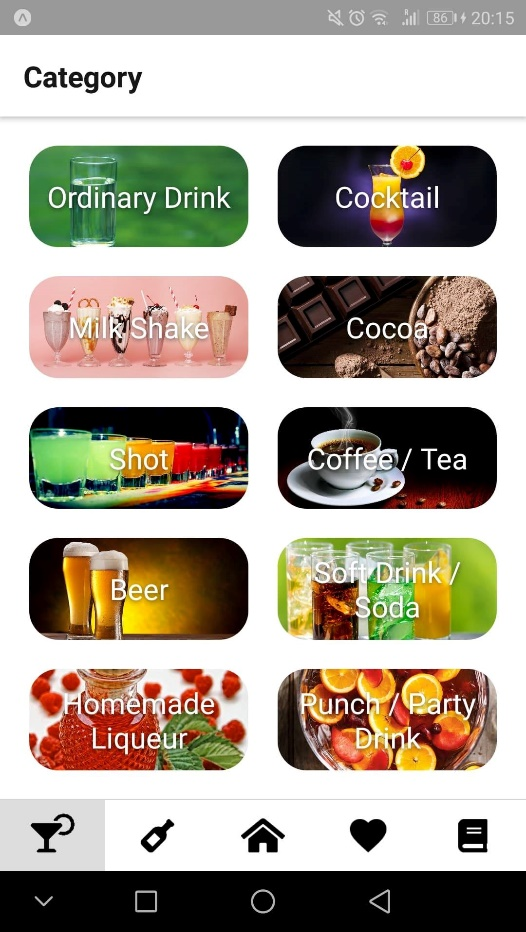 86 20:15
Category
Ordinary Drink
Cocktail
Milk Shake
Cocoa
Shot
Coffee / Tea
Beer
Soft Drink /
Soda
Homemade
Liqueur
Punch / Party
Drink